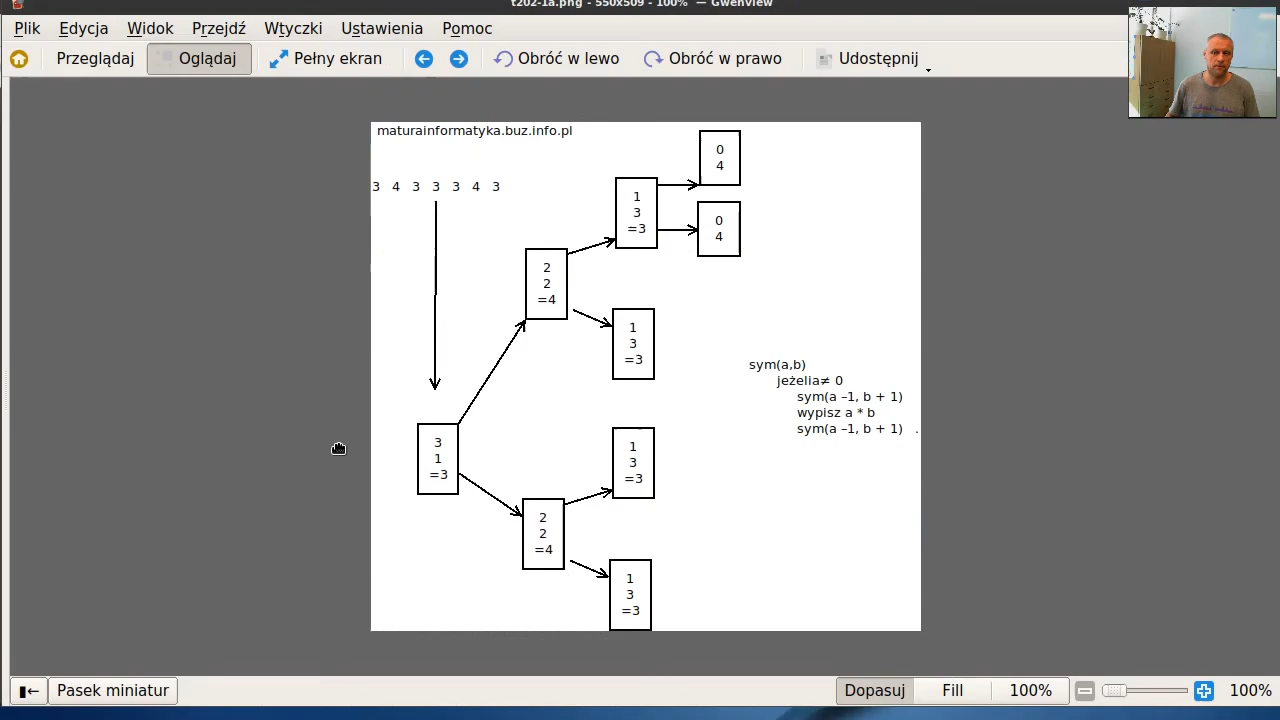 t202-1a.png - 550x509 - 100% — Gwenview
Plik Edycja Widok Przejdź Wtyczki Ustawienia Pomoc
Przeglądaj Oglądaj Pełny ekran Obróć w lewo Obróć w prawo Udostępnij
maturainformatyka.buz.info.pl
3 4 3 3 3 4 3
0
4
1
3
=3
0
4
2
2
=4
1
3
=3
sym(a,b)
jeżelia≠ 0
sym(a –1, b + 1)
wypisz a * b
sym(a –1, b + 1) .
3
1
=3
1
3
=3
2
2
=4
1
3
=3
Pasek miniatur Dopasuj Fill 100% 100%